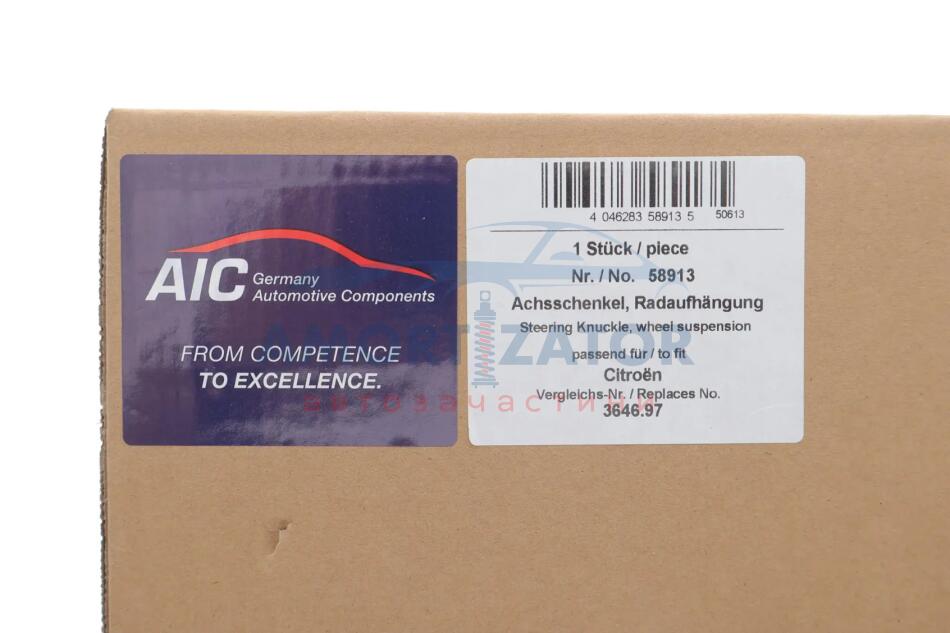 AIC Germany
Automotive Components
FROM COMPETENCE
TO EXCELLENCE.
4 046283 58913 5 50613
1 Stück / piece
Nr. / No. 58913
Achsschenkel, Radaufhängung
Steering Knuckle, wheel suspension
passend für / to fit
Citroën
Vergleichs-Nr. / Replaces No.
3646.97
AMORTIZATOR
автозапчастини